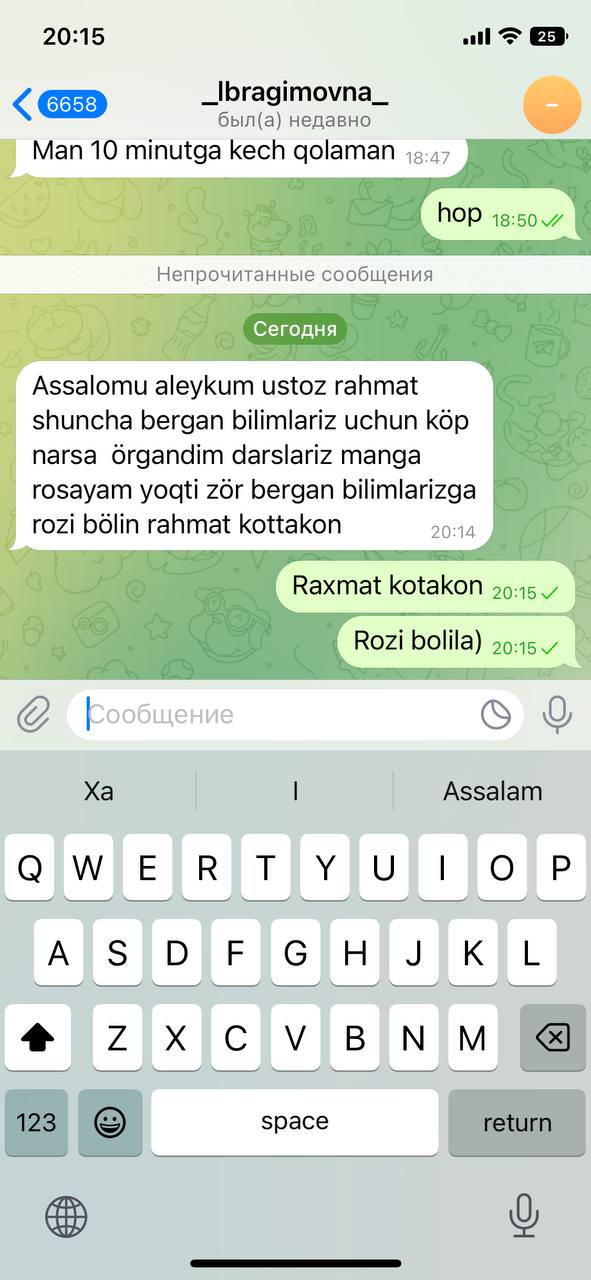 20:15
25
6658
_Ibragimovna_
был(а) недавно
Man 10 minutga kech qolaman 18:47
hop 18:50
Непрочитанные сообщения
Сегодня
Assalomu aleykum ustoz rahmat
shuncha bergan bilimlariz uchun köp
narsa örgandim darslariz manga
rosayam yoqti zör bergan bilimlarizga
rozi bölin rahmat kottakon 20:14
Raxmat kotakon 20:15
Rozi bolila) 20:15
Сообщение
Xa I Assalam
Q W E R T Y U I O P
A S D F G H J K L
Z X C V B N M
123 space return